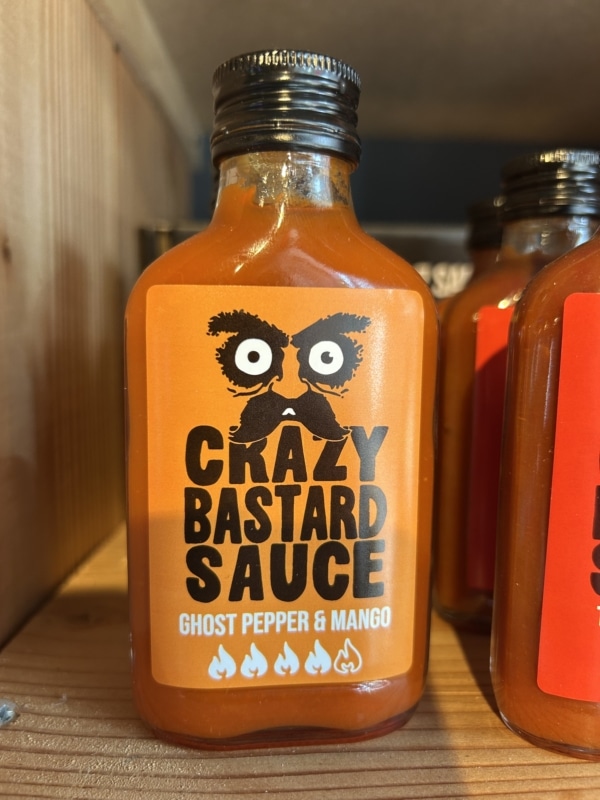 CRAZY
BASTARD
SAUCE
GHOST PEPPER & MANGO